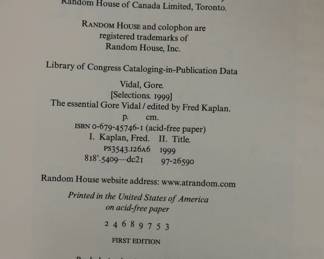 Random House of Canada Limited, Toronto.
RANDOM HOUSE and colophon are
registered trademarks of
Random House, Inc.
Library of Congress Cataloging-in-Publication Data
Vidal, Gore.
[Selections. 1999]
The essential Gore Vidal / edited by Fred Kaplan.
p. cm.
ISBN 0-679-45746-1 (acid-free paper)
I. Kaplan, Fred. II. Title.
PS3543.I26A6 1999
818'.5409—dc21 97-26590
Random House website address: www.atrandom.com
Printed in the United States of America
on acid-free paper
2 4 6 8 9 7 5 3
FIRST EDITION